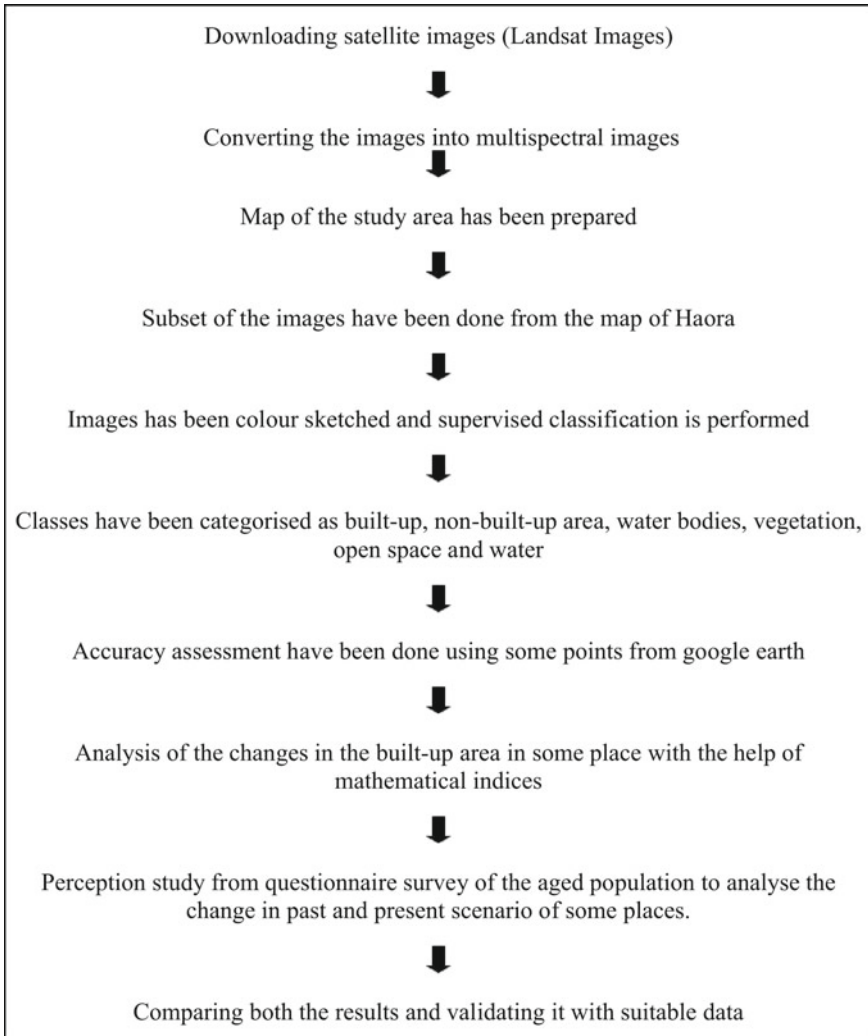 Downloading satellite images (Landsat Images)
Converting the images into multispectral images
Map of the study area has been prepared
Subset of the images have been done from the map of Haora
Images has been colour sketched and supervised classification is performed
Classes have been categorised as built-up, non-built-up area, water bodies, vegetation,
open space and water
Accuracy assessment have been done using some points from google earth
Analysis of the changes in the built-up area in some place with the help of
mathematical indices
Perception study from questionnaire survey of the aged population to analyse the
change in past and present scenario of some places.
Comparing both the results and validating it with suitable data